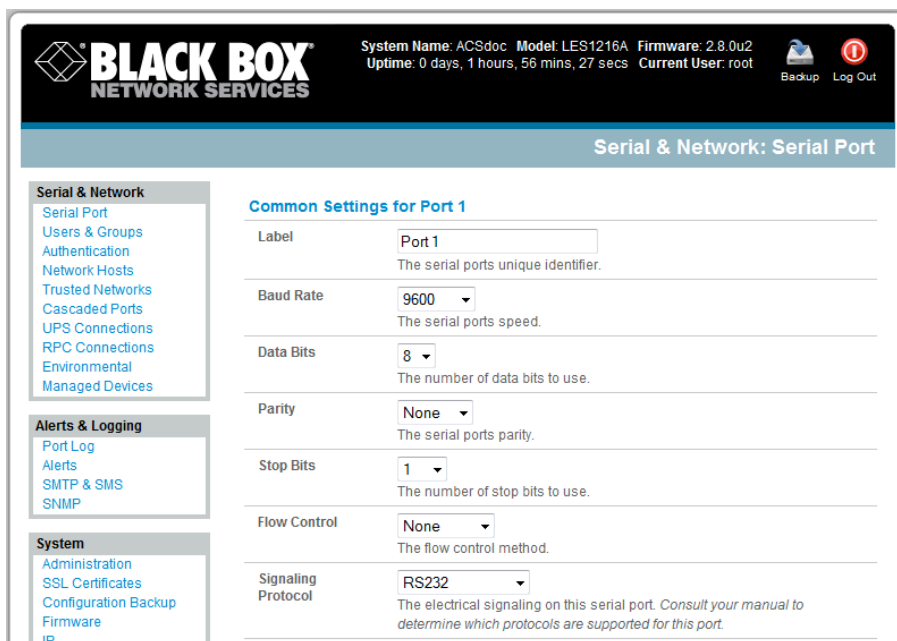 BLACK BOX®
NETWORK SERVICES
System Name: ACSdoc Model: LES1216A Firmware: 2.8.0u2
Uptime: 0 days, 1 hours, 56 mins, 27 secs Current User: root
Backup
Log Out
Serial & Network: Serial Port
Serial & Network
Serial Port
Users & Groups
Authentication
Network Hosts
Trusted Networks
Cascaded Ports
UPS Connections
RPC Connections
Environmental
Managed Devices
Alerts & Logging
Port Log
Alerts
SMTP & SMS
SNMP
System
Administration
SSL Certificates
Configuration Backup
Firmware
IP
Common Settings for Port 1
Label
Port 1
The serial ports unique identifier.
Baud Rate
9600
The serial ports speed.
Data Bits
8
The number of data bits to use.
Parity
None
The serial ports parity.
Stop Bits
1
The number of stop bits to use.
Flow Control
None
The flow control method.
Signaling
Protocol
RS232
The electrical signaling on this serial port. Consult your manual to
determine which protocols are supported for this port.